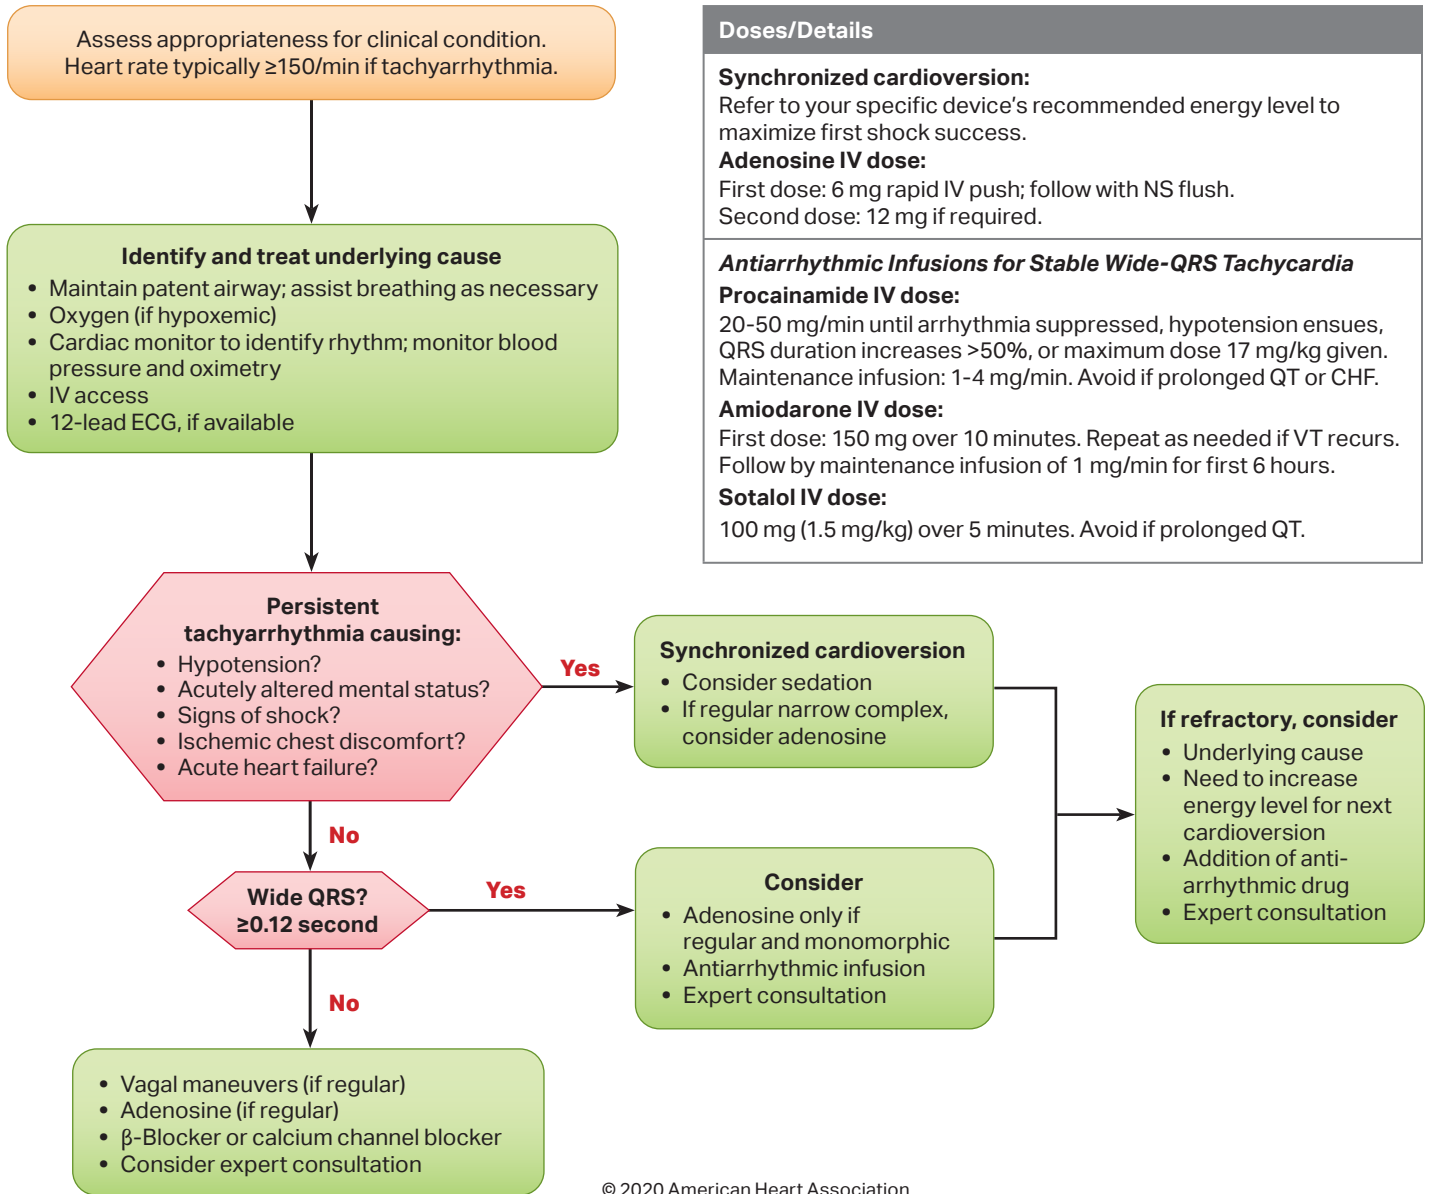 Assess appropriateness for clinical condition.
Heart rate typically ≥150/min if tachyarrhythmia.
Identify and treat underlying cause
• Maintain patent airway; assist breathing as necessary
• Oxygen (if hypoxemic)
• Cardiac monitor to identify rhythm; monitor blood
pressure and oximetry
• IV access
• 12-lead ECG, if available
Persistent
tachyarrhythmia causing:
• Hypotension?
• Acutely altered mental status?
• Signs of shock?
• Ischemic chest discomfort?
• Acute heart failure?
Yes
Synchronized cardioversion
• Consider sedation
• If regular narrow complex,
consider adenosine
If refractory, consider
• Underlying cause
• Need to increase
energy level for next
cardioversion
• Addition of anti-
arrhythmic drug
• Expert consultation
No
Wide QRS?
≥0.12 second
Yes
Consider
• Adenosine only if
regular and monomorphic
• Antiarrhythmic infusion
• Expert consultation
No
• Vagal maneuvers (if regular)
• Adenosine (if regular)
• β-Blocker or calcium channel blocker
• Consider expert consultation
Doses/Details
Synchronized cardioversion:
Refer to your specific device's recommended energy level to
maximize first shock success.
Adenosine IV dose:
First dose: 6 mg rapid IV push; follow with NS flush.
Second dose: 12 mg if required.
Antiarrhythmic Infusions for Stable Wide-QRS Tachycardia
Procainamide IV dose:
20-50 mg/min until arrhythmia suppressed, hypotension ensues,
QRS duration increases >50%, or maximum dose 17 mg/kg given.
Maintenance infusion: 1-4 mg/min. Avoid if prolonged QT or CHF.
Amiodarone IV dose:
First dose: 150 mg over 10 minutes. Repeat as needed if VT recurs.
Follow by maintenance infusion of 1 mg/min for first 6 hours.
Sotalol IV dose:
100 mg (1.5 mg/kg) over 5 minutes. Avoid if prolonged QT.
© 2020 American Heart Association